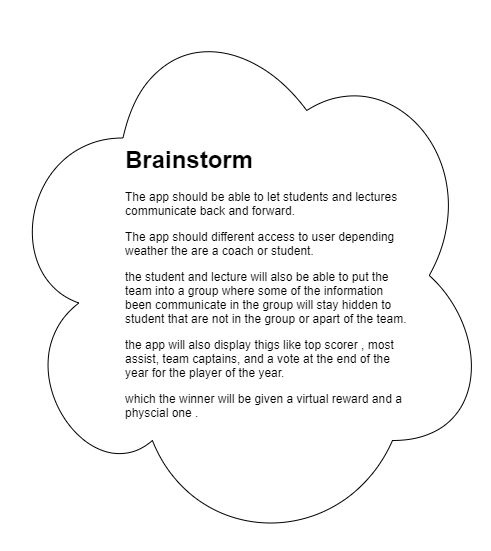 Brainstorm
The app should be able to let students and lectures
communicate back and forward.
The app should different access to user depending
weather the are a coach or student.
the student and lecture will also be able to put the
team into a group where some of the information
been communicate in the group will stay hidden to
student that are not in the group or apart of the team.
the app will also display thigs like top scorer , most
assist, team captains, and a vote at the end of the
year for the player of the year.
which the winner will be given a virtual reward and a
physcial one .